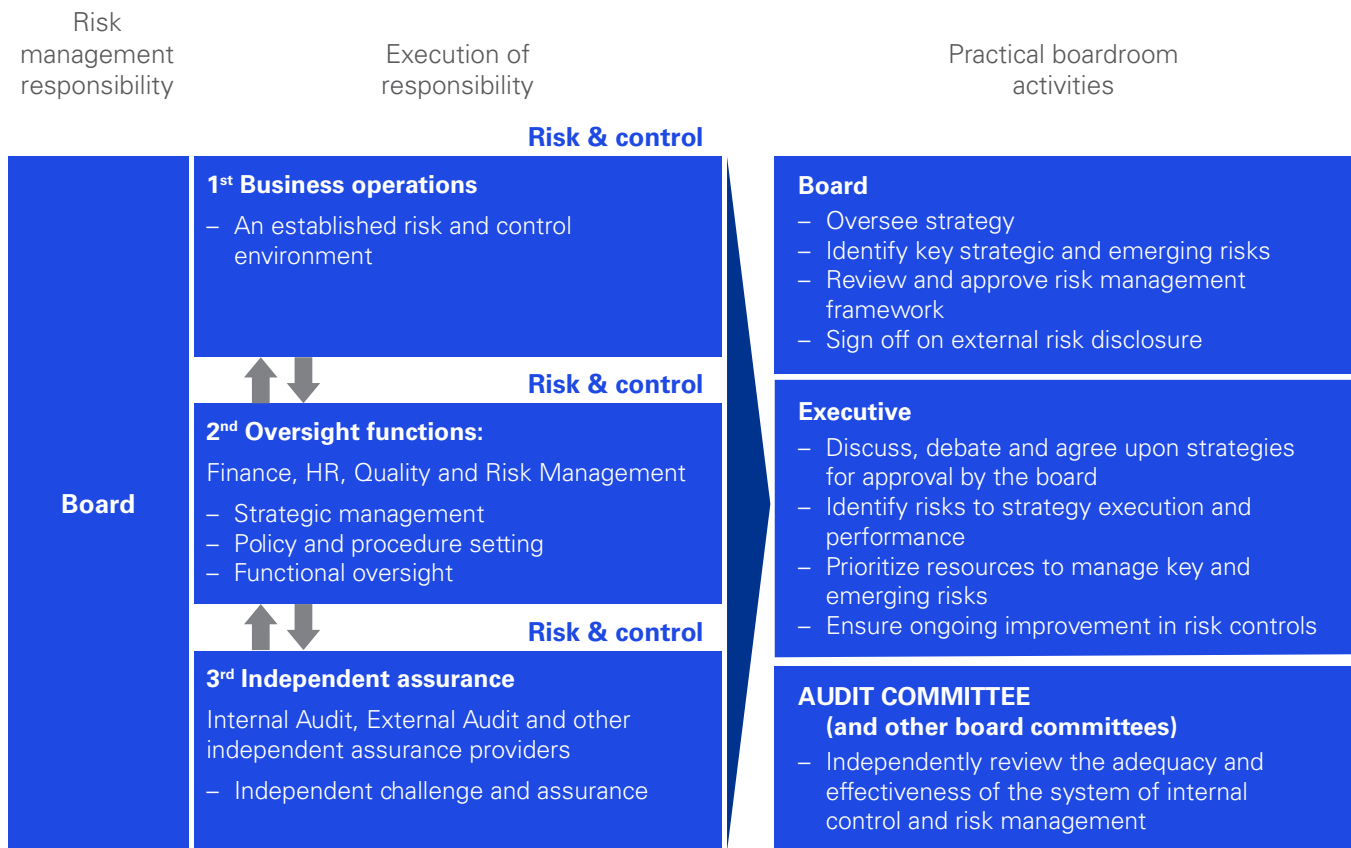 Risk
management
responsibility
Execution of
responsibility
Practical boardroom
activities
Board
Risk & control
1st Business operations
– An established risk and control
environment
Risk & control
2nd Oversight functions:
Finance, HR, Quality and Risk Management
– Strategic management
– Policy and procedure setting
– Functional oversight
Risk & control
3rd Independent assurance
Internal Audit, External Audit and other
independent assurance providers
– Independent challenge and assurance
Board
– Oversee strategy
– Identify key strategic and emerging risks
– Review and approve risk management
framework
– Sign off on external risk disclosure
Executive
– Discuss, debate and agree upon strategies
for approval by the board
– Identify risks to strategy execution and
performance
– Prioritize resources to manage key and
emerging risks
– Ensure ongoing improvement in risk controls
AUDIT COMMITTEE
(and other board committees)
– Independently review the adequacy and
effectiveness of the system of internal
control and risk management